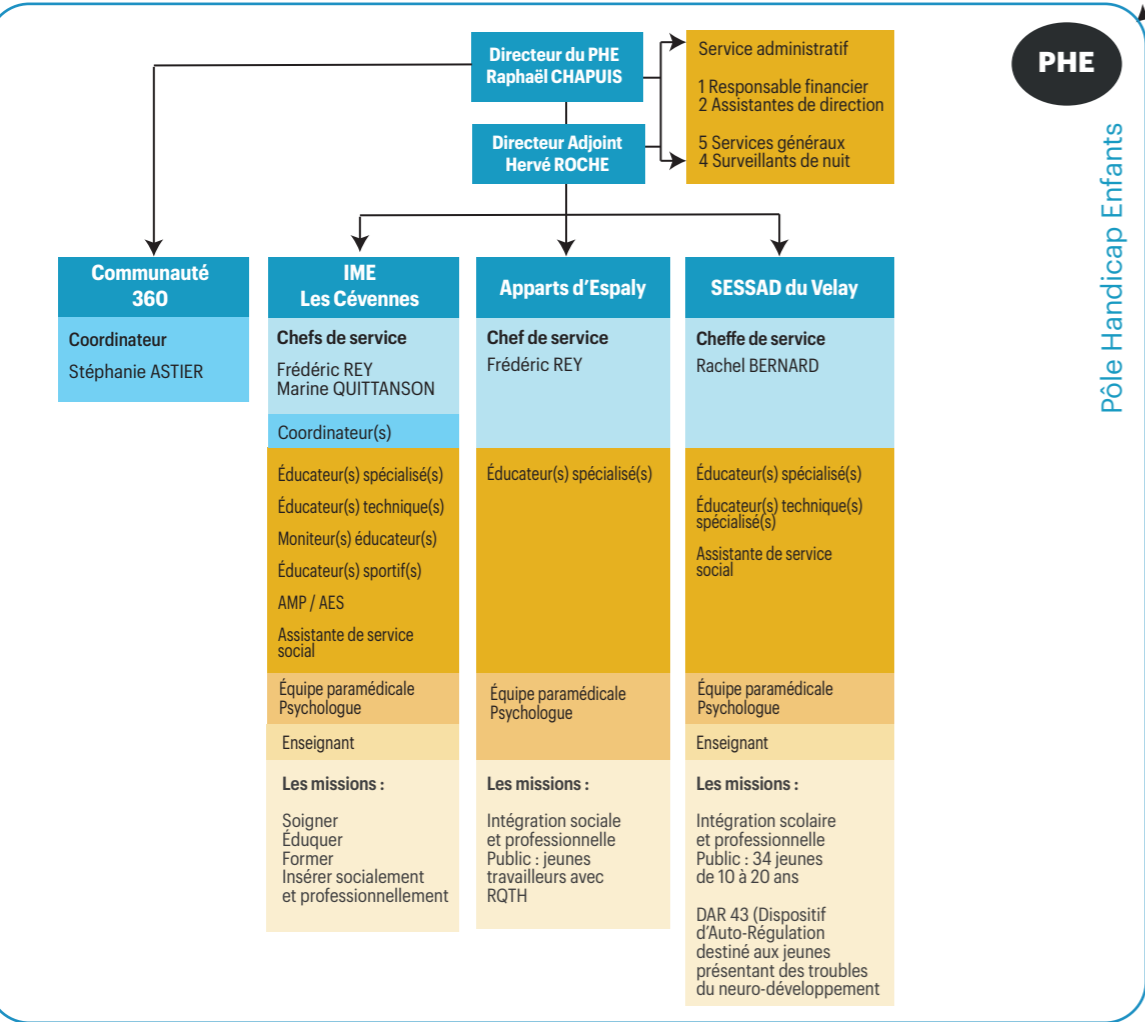 Directeur du PHE
Raphaël CHAPUIS
Service administratif
1 Responsable financier
2 Assistantes de direction
5 Services généraux
4 Surveillants de nuit
PHE
Pôle Handicap Enfants
Directeur Adjoint
Hervé ROCHE
Communauté
360
Coordinateur
Stéphanie ASTIER
IME
Les Cévennes
Chefs de service
Frédéric REY
Marine QUITTANSON
Coordinateur(s)
Éducateur(s) spécialisé(s)
Éducateur(s) technique(s)
Moniteur(s) éducateur(s)
Éducateur(s) sportif(s)
AMP / AES
Assistante de service
social
Équipe paramédicale
Psychologue
Enseignant
Les missions :
Soigner
Éduquer
Former
Insérer socialement
et professionnellement
Apparts d'Espaly
Chef de service
Frédéric REY
Éducateur(s) spécialisé(s)
Équipe paramédicale
Psychologue
Les missions :
Intégration sociale
et professionnelle
Public : jeunes
travailleurs avec
RQTH
SESSAD du Velay
Cheffe de service
Rachel BERNARD
Éducateur(s) spécialisé(s)
Éducateur(s) technique(s)
spécialisé(s)
Assistante de service
social
Équipe paramédicale
Psychologue
Enseignant
Les missions :
Intégration scolaire
et professionnelle
Public : 34 jeunes
de 10 à 20 ans
DAR 43 (Dispositif
d'Auto-Régulation
destiné aux jeunes
présentant des troubles
du neuro-développement